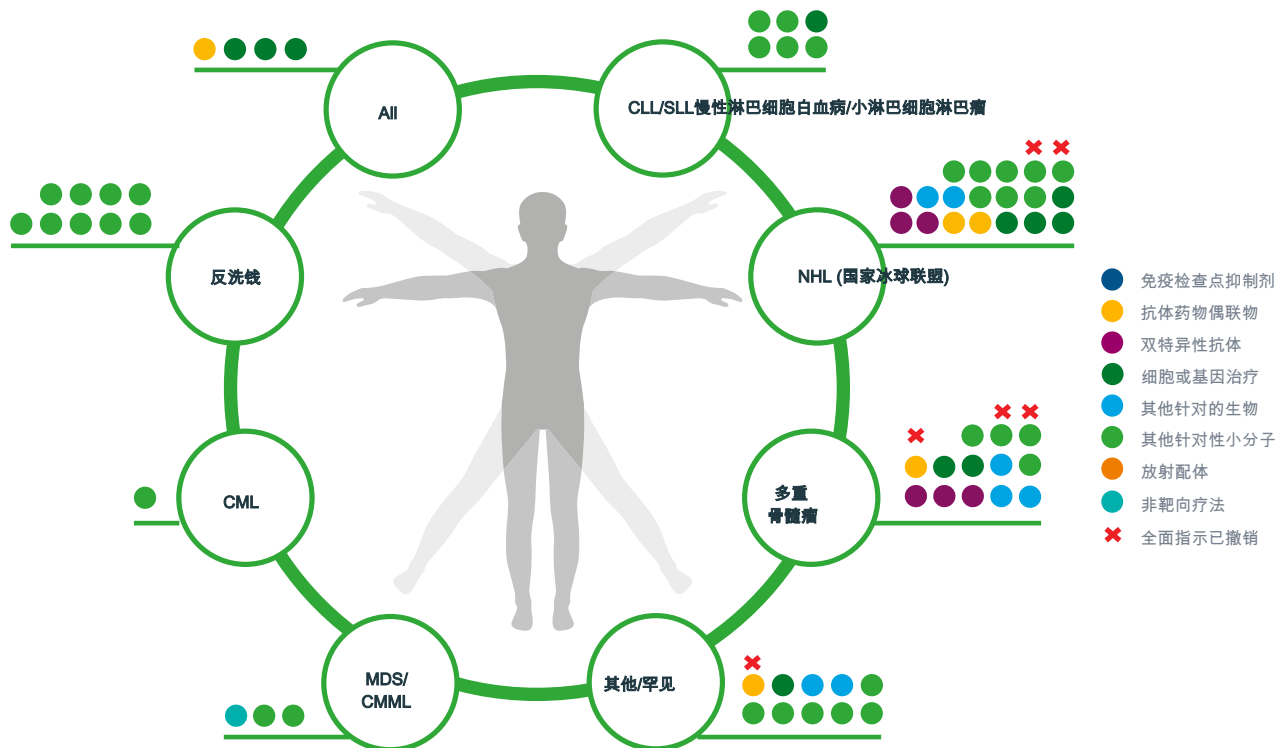 All
CLL/SLL慢性淋巴细胞白血病/小淋巴细胞淋巴瘤
反洗钱
NHL (国家冰球联盟)
CML
多重
骨髓瘤
MDS/
CMML
其他/罕见
免疫检查点抑制剂
抗体药物偶联物
双特异性抗体
细胞或基因治疗
其他针对的生物
其他针对性小分子
放射配体
非靶向疗法
全面指示已撤销